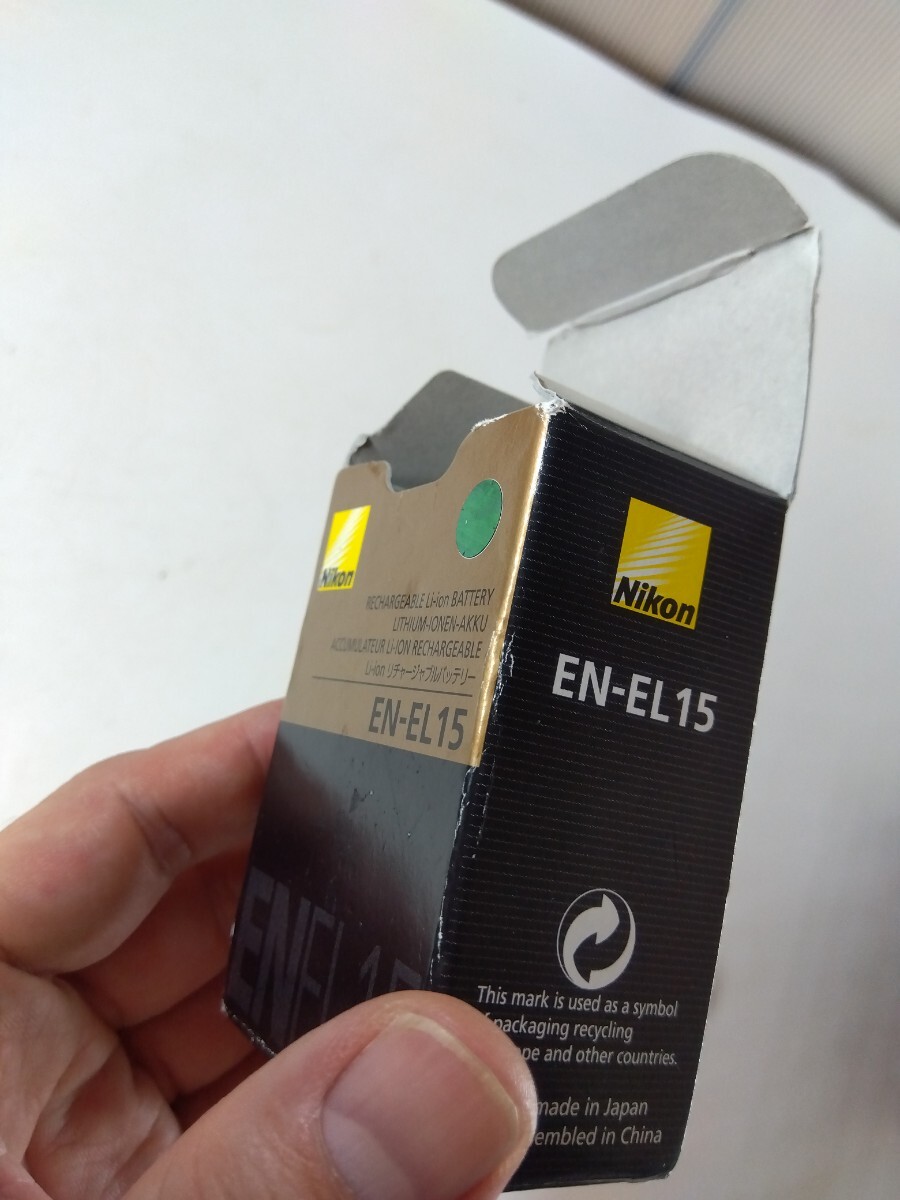 Nikon
RECHARGEABLE Li-ion BATTERY
LITHIUM-IONEN-AKKU
ACCUMULATEUR Li-ION RECHARGEABLE
Li-ion リチャージャブルバッテリー
EN-EL15
ENEL15
Nikon
EN-EL15
This mark is used as a symbol
packaging recycling
and other countries.
made in Japan
in China